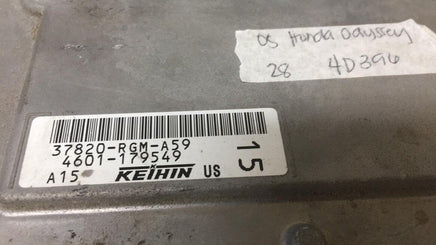 05 Honda Odyssey
28 4D396
37820-RGM-A59
4601-179549
A15 KEIHIN US
15